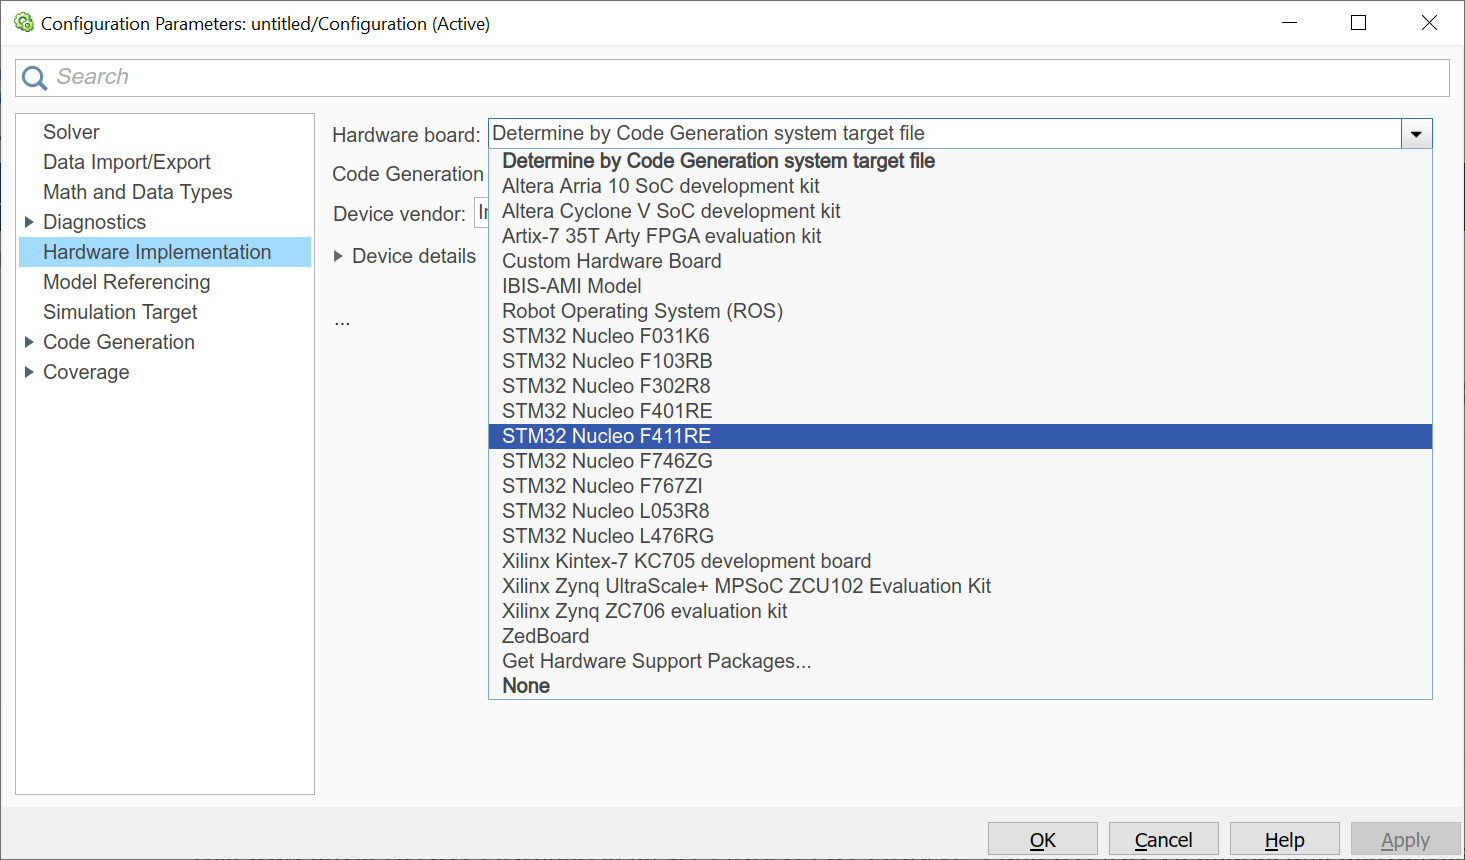 Configuration Parameters: untitled/Configuration (Active)
Search
Solver
Data Import/Export
Math and Data Types
Diagnostics
Hardware Implementation
Model Referencing
Simulation Target
Code Generation
Coverage
Hardware board: Determine by Code Generation system target file
Code Generation
Device vendor:
Device details
...
Determine by Code Generation system target file
Altera Arria 10 SoC development kit
Altera Cyclone V SoC development kit
Artix-7 35T Arty FPGA evaluation kit
Custom Hardware Board
IBIS-AMI Model
Robot Operating System (ROS)
STM32 Nucleo F031K6
STM32 Nucleo F103RB
STM32 Nucleo F302R8
STM32 Nucleo F401RE
STM32 Nucleo F411RE
STM32 Nucleo F746ZG
STM32 Nucleo F767ZI
STM32 Nucleo L053R8
STM32 Nucleo L476RG
Xilinx Kintex-7 KC705 development board
Xilinx Zynq UltraScale+ MPSoC ZCU102 Evaluation Kit
Xilinx Zynq ZC706 evaluation kit
ZedBoard
Get Hardware Support Packages...
None
OK Cancel Help Apply